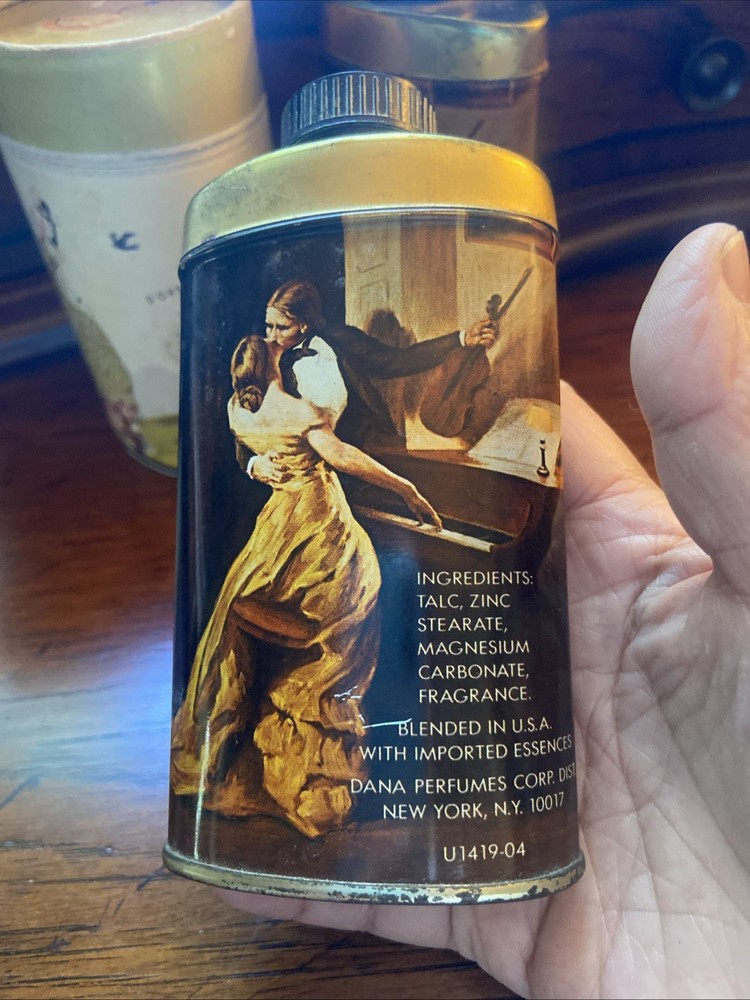 INGREDIENTS:
TALC, ZINC
STEARATE,
MAGNESIUM
CARBONATE,
FRAGRANCE.
BLENDED IN U.S.A.
WITH IMPORTED ESSENCES
DANA PERFUMES CORP. DIST.
NEW YORK, N.Y. 10017
U1419-04